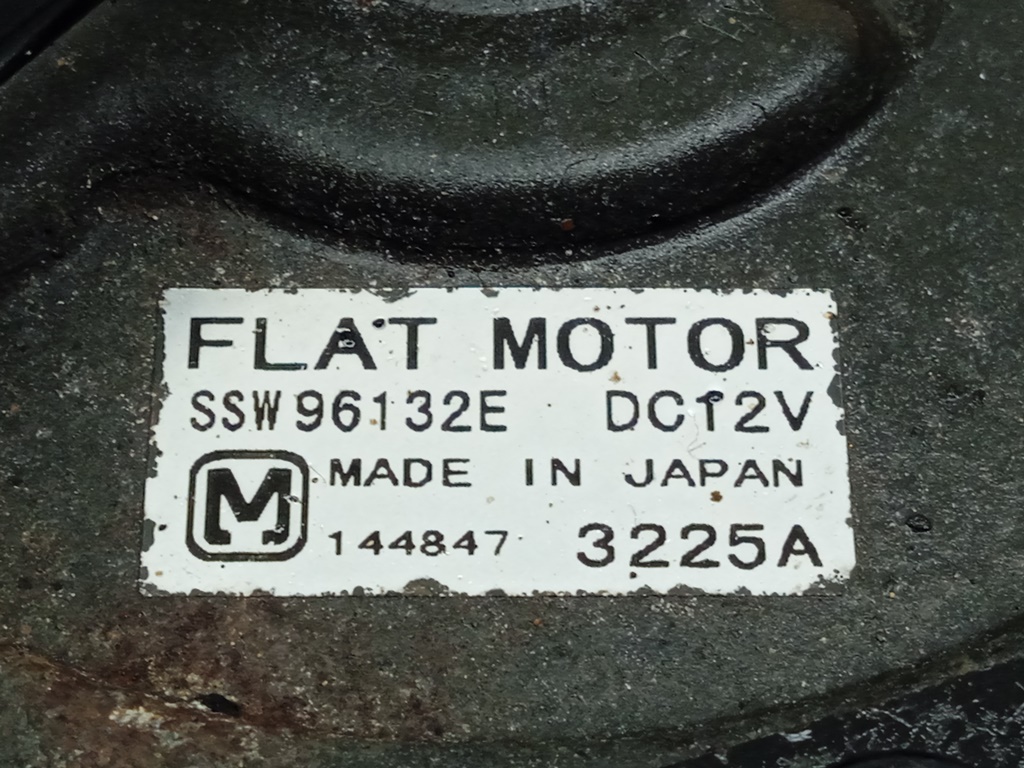 FLAT MOTOR
SSW96132E DC12V
M MADE IN JAPAN
144847 3225A